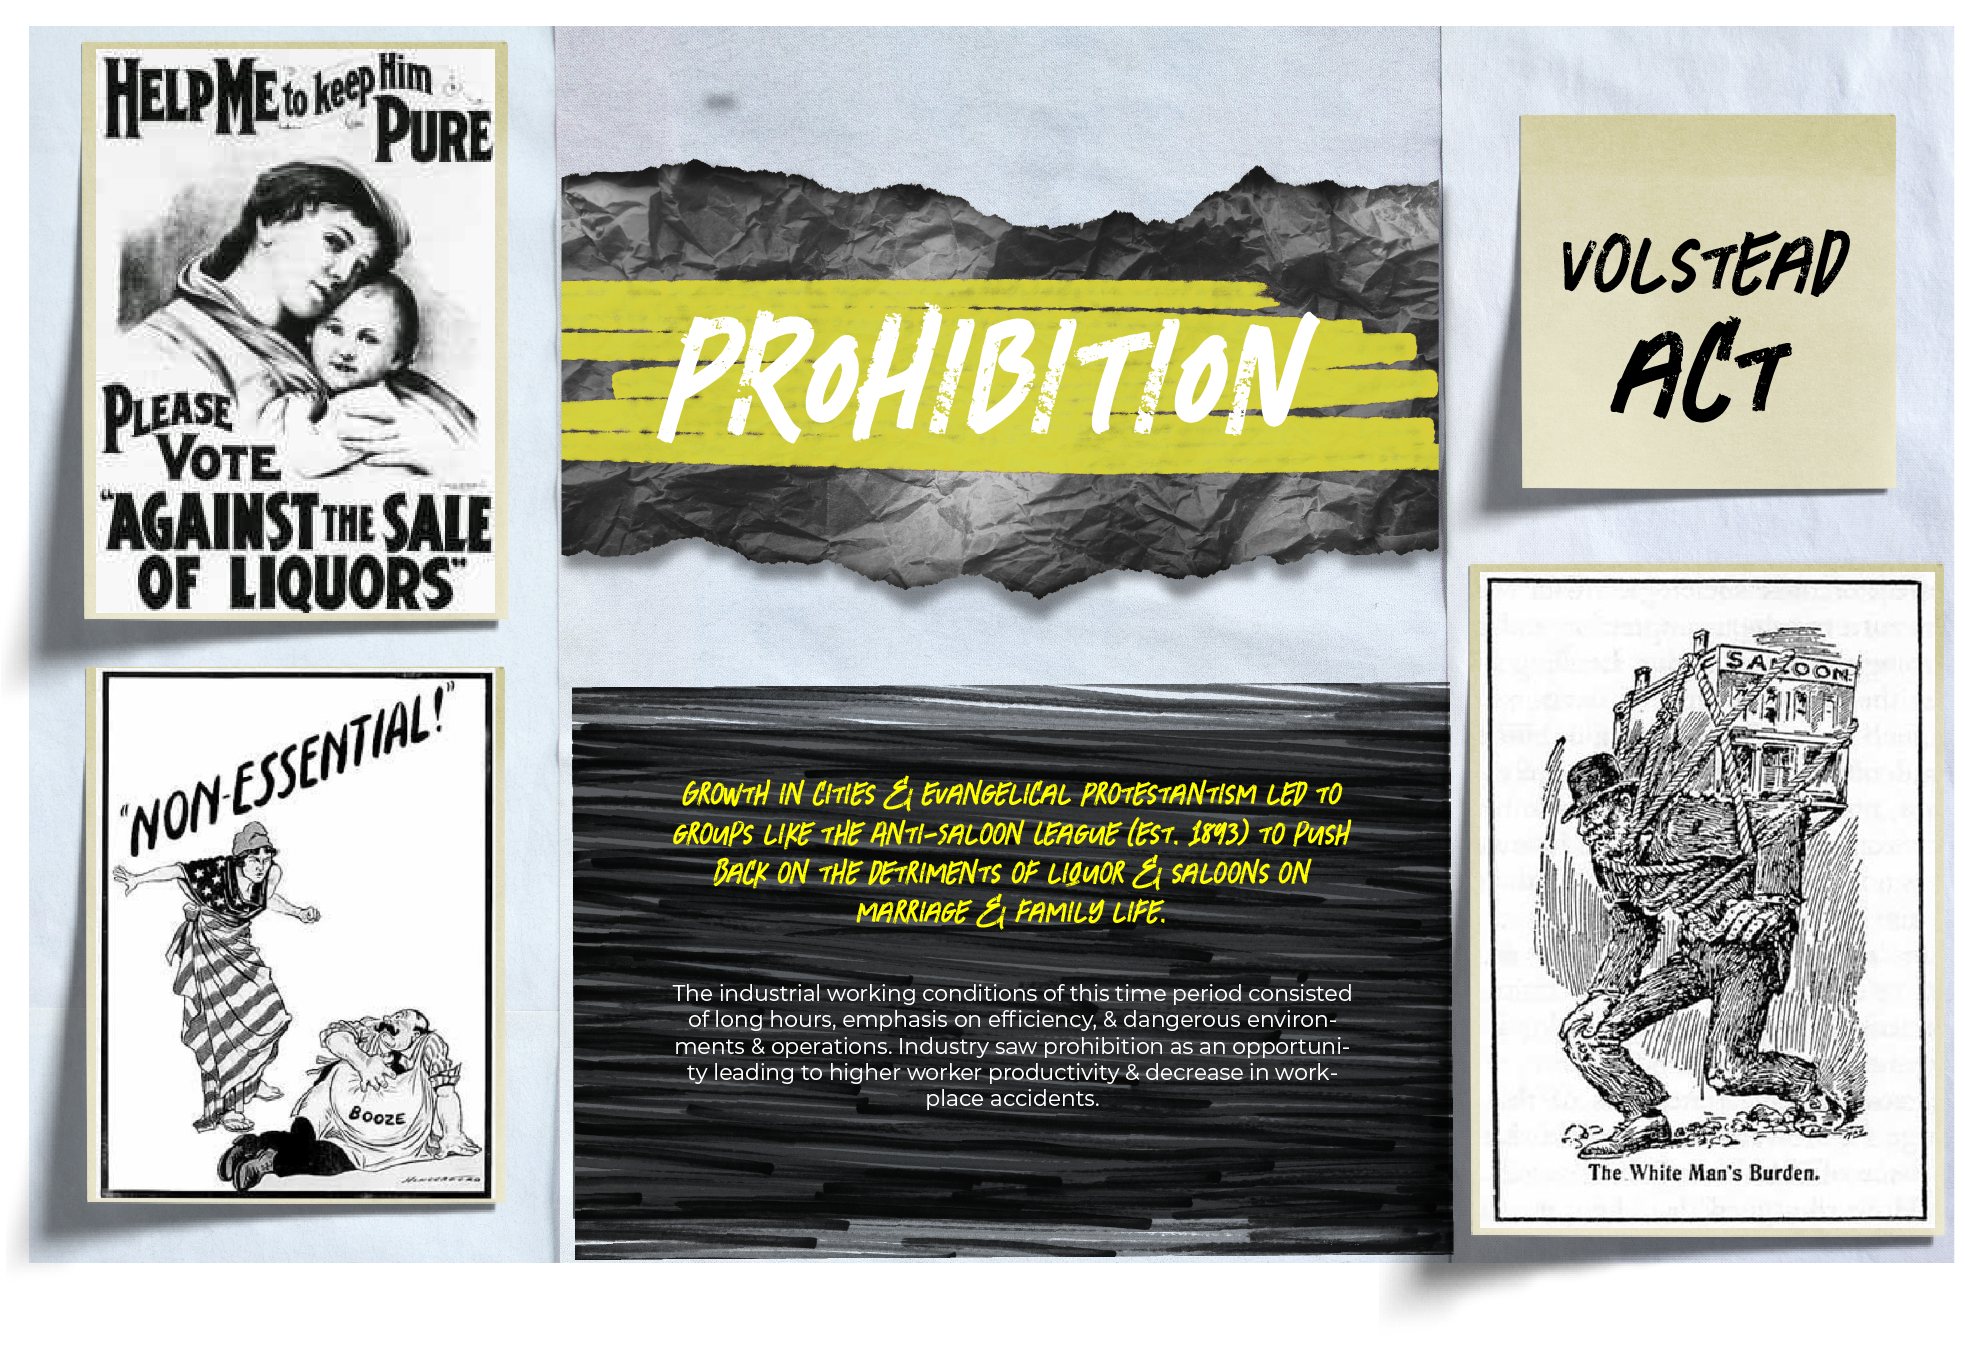 HELP ME to keep Him
PURE
PLEASE
VOTE
"AGAINST THE SALE
OF LIQUORS"
"NON-ESSENTIAL!"
BOOZE
PROHIBITION
GROWTH IN CITIES & EVANGELICAL PROTESTANTISM LED TO
GROUPS LIKE THE ANTI-SALOON LEAGUE (EST. 1893) TO PUSH
BACK ON THE DETRIMENTS OF LIQUOR & SALOONS ON
MARRIAGE & FAMILY LIFE.
The industrial working conditions of this time period consisted
of long hours, emphasis on efficiency, & dangerous environ-
ments & operations. Industry saw prohibition as an opportuni-
ty leading to higher worker productivity & decrease in work-
place accidents.
VOLSTEAD
ACT
SALOON
The White Man's Burden.